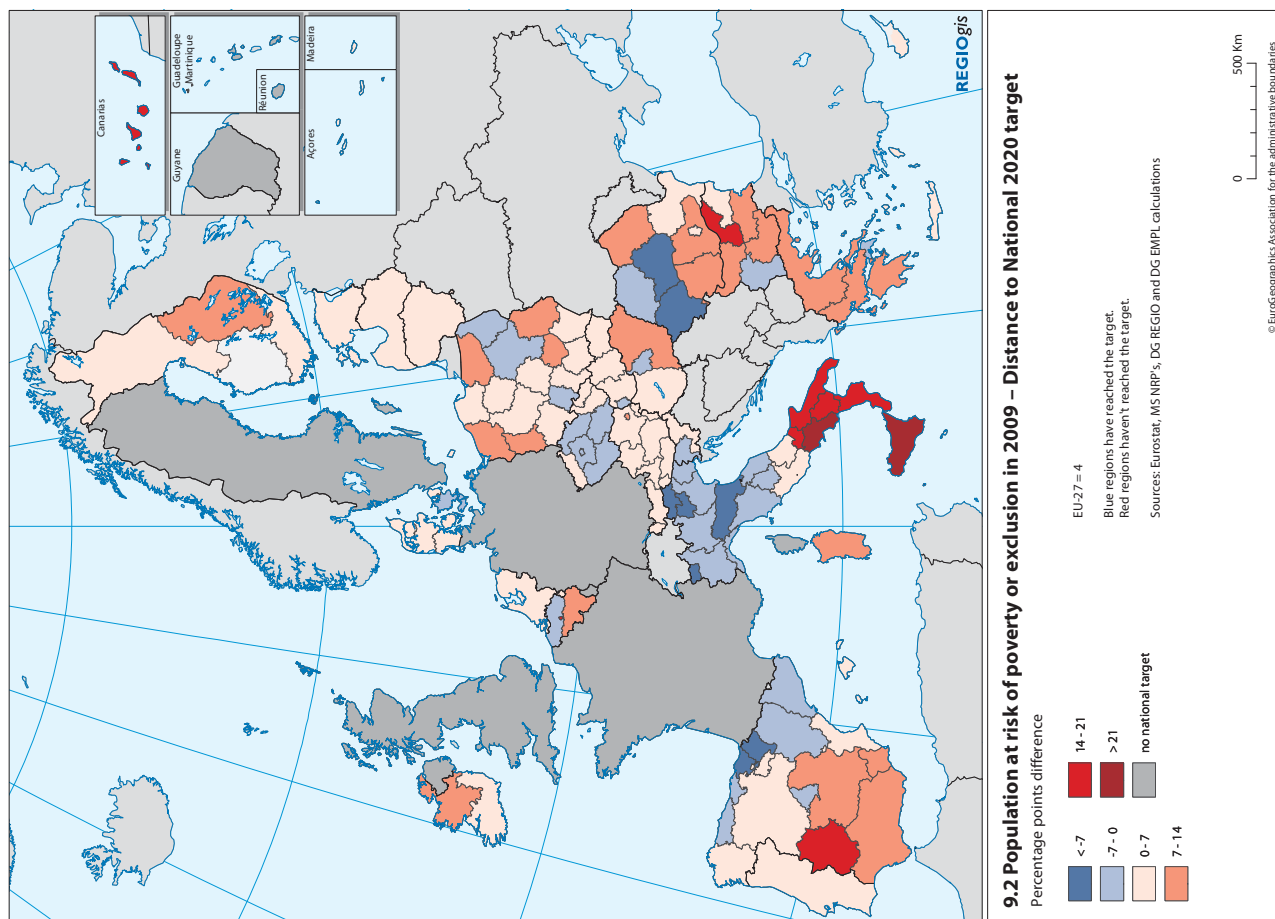 Canarias
Guyane
Guadeloupe
Martinique
Réunion
Açores
Madeira
REGIOgis
9.2 Population at risk of poverty or exclusion in 2009 – Distance to National 2020 target
Percentage points difference
< -7
-7 - 0
0 - 7
7 - 14
14 - 21
> 21
no national target
EU-27 = 4
Blue regions have reached the target.
Red regions haven't reached the target.
Sources: Eurostat, MS NRP's, DG REGIO and DG EMPL calculations
0 500 Km
© EuroGeographics Association for the administrative boundaries